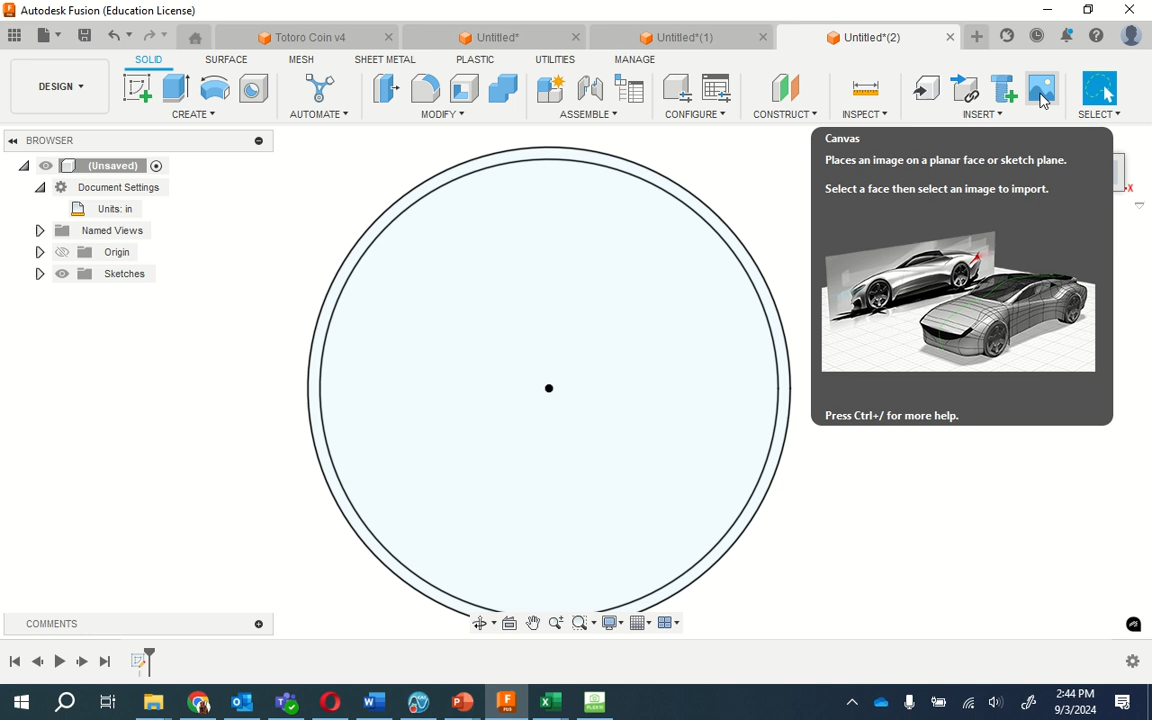 Autodesk Fusion (Education License)
Totoro Coin v4
Untitled*
Untitled*(1)
Untitled*(2)
DESIGN
SOLID
SURFACE
MESH
SHEET METAL
PLASTIC
UTILITIES
MANAGE
CREATE
AUTOMATE
MODIFY
ASSEMBLE
CONFIGURE
CONSTRUCT
INSPECT
INSERT
SELECT
BROWSER
(Unsaved)
Document Settings
Units: in
Named Views
Origin
Sketches
Canvas
Places an image on a planar face or sketch plane.
Select a face then select an image to import.
Press Ctrl+/ for more help.
X
COMMENTS
2:44 PM
9/3/2024